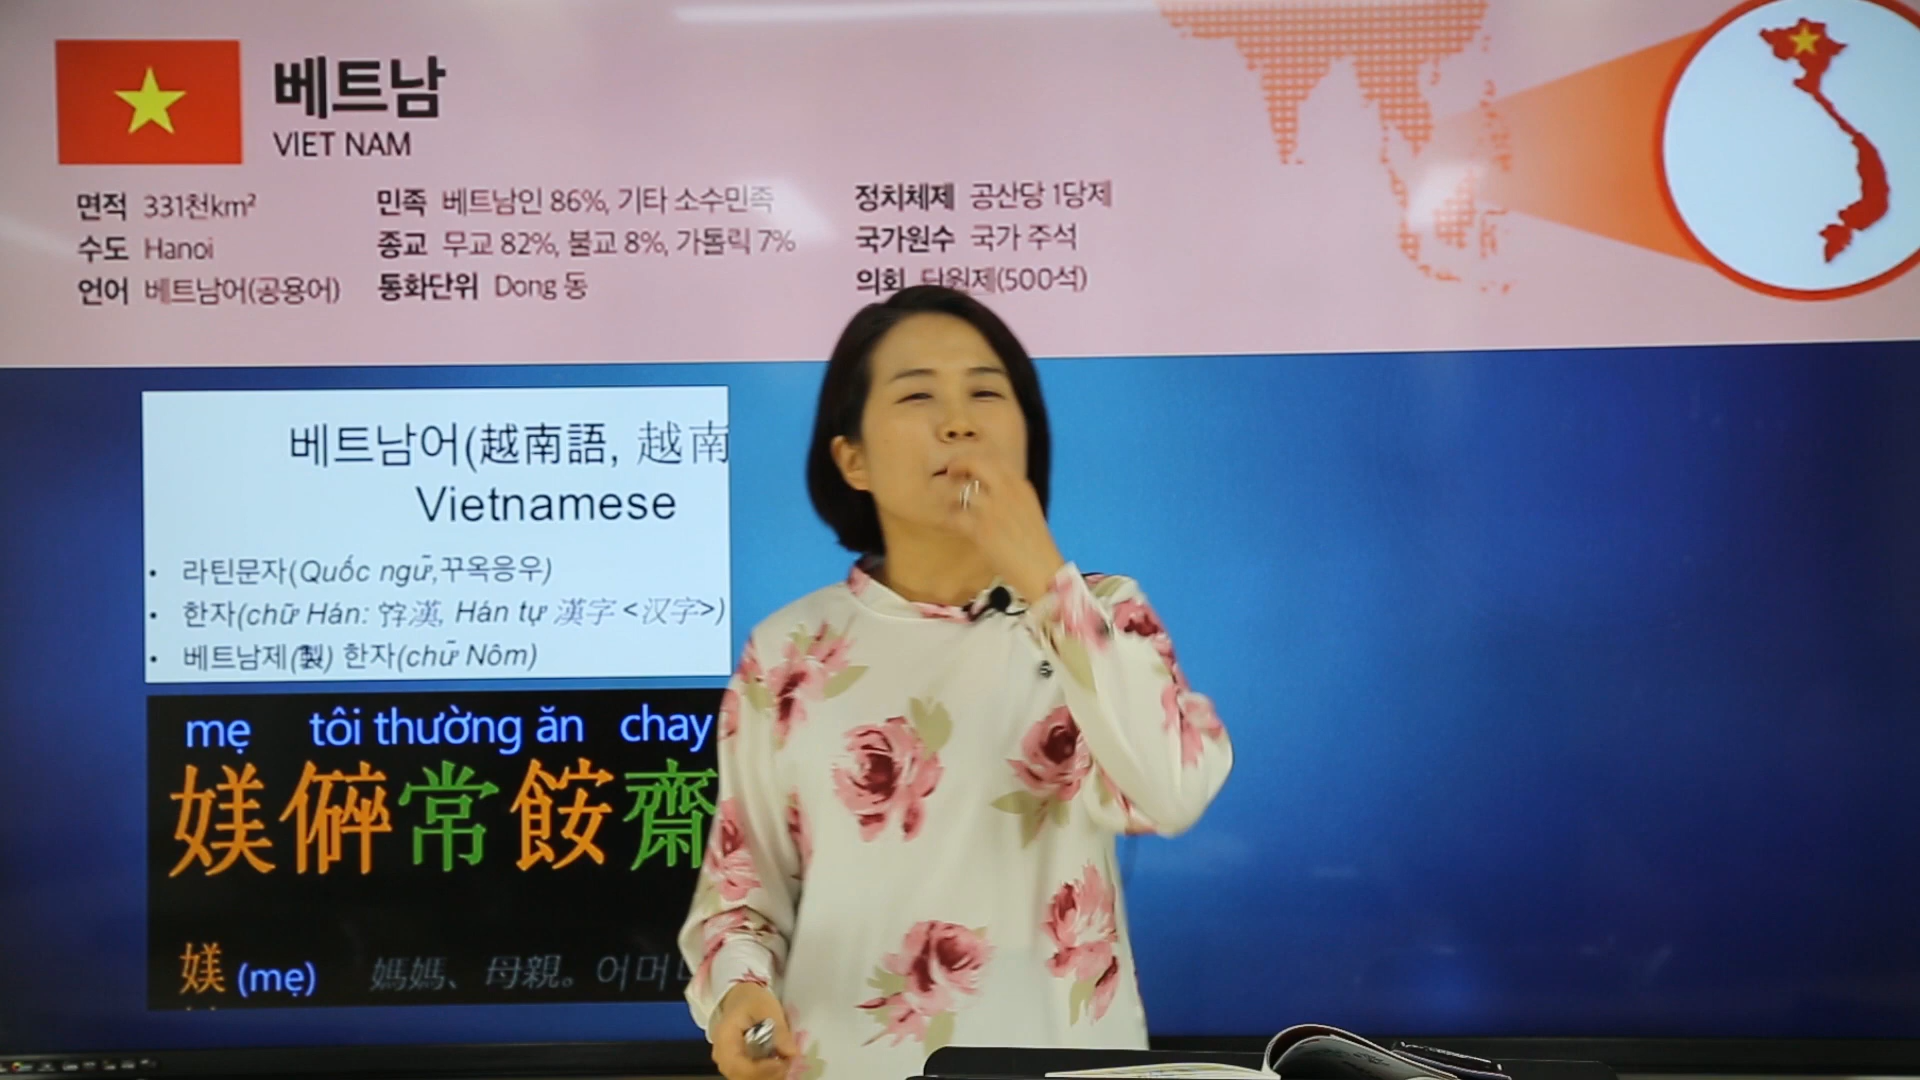 베트남
VIET NAM
면적 331천km²
수도 Hanoi
언어 베트남어(공용어)
민족 베트남인 86%, 기타 소수민족
종교 무교 82%, 불교 8%, 가톨릭 7%
통화단위 Dong 동
정치체제 공산당 1당제
국가원수 국가 주석
의회 단원제(500석)
베트남어(越南語, 越南
Vietnamese
• 라틴문자(Quốc ngữ,꾸옥응우)
• 한자(chữ Hán: 漢, Hán tự 漢字 <汉字>)
• 베트남제(製) 한자(chữ Nôm)
mẹ tôi thường ăn chay
媄 常 齋
媄 (mẹ) 媽媽、母親。어머